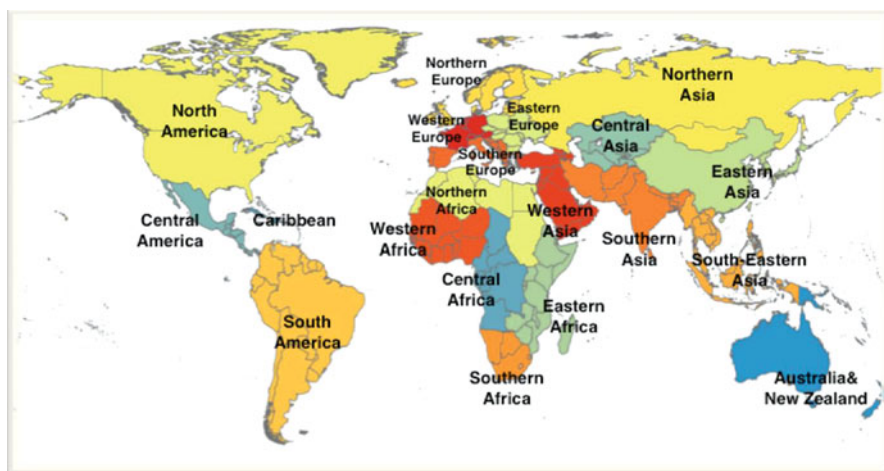 Northern
Europe
Northern
Asia
North
America
Western
Europe
Eastern
Europe
Central
Asia
Southern
Europe
Eastern
Asia
Northern
Africa
Central
America
Caribbean
Western
Africa
Western
Asia
Southern
Asia
South-Eastern
Asia
Central
Africa
Eastern
Africa
South
America
Southern
Africa
Australia&
New Zealand